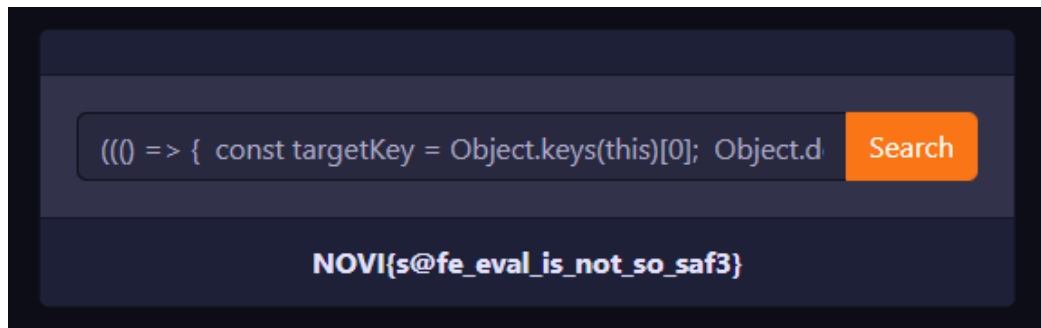 ((() => {  const targetKey = Object.keys(this)[0];  Object.d
Search
NOVI{s@fe_eval_is_not_so_saf3}